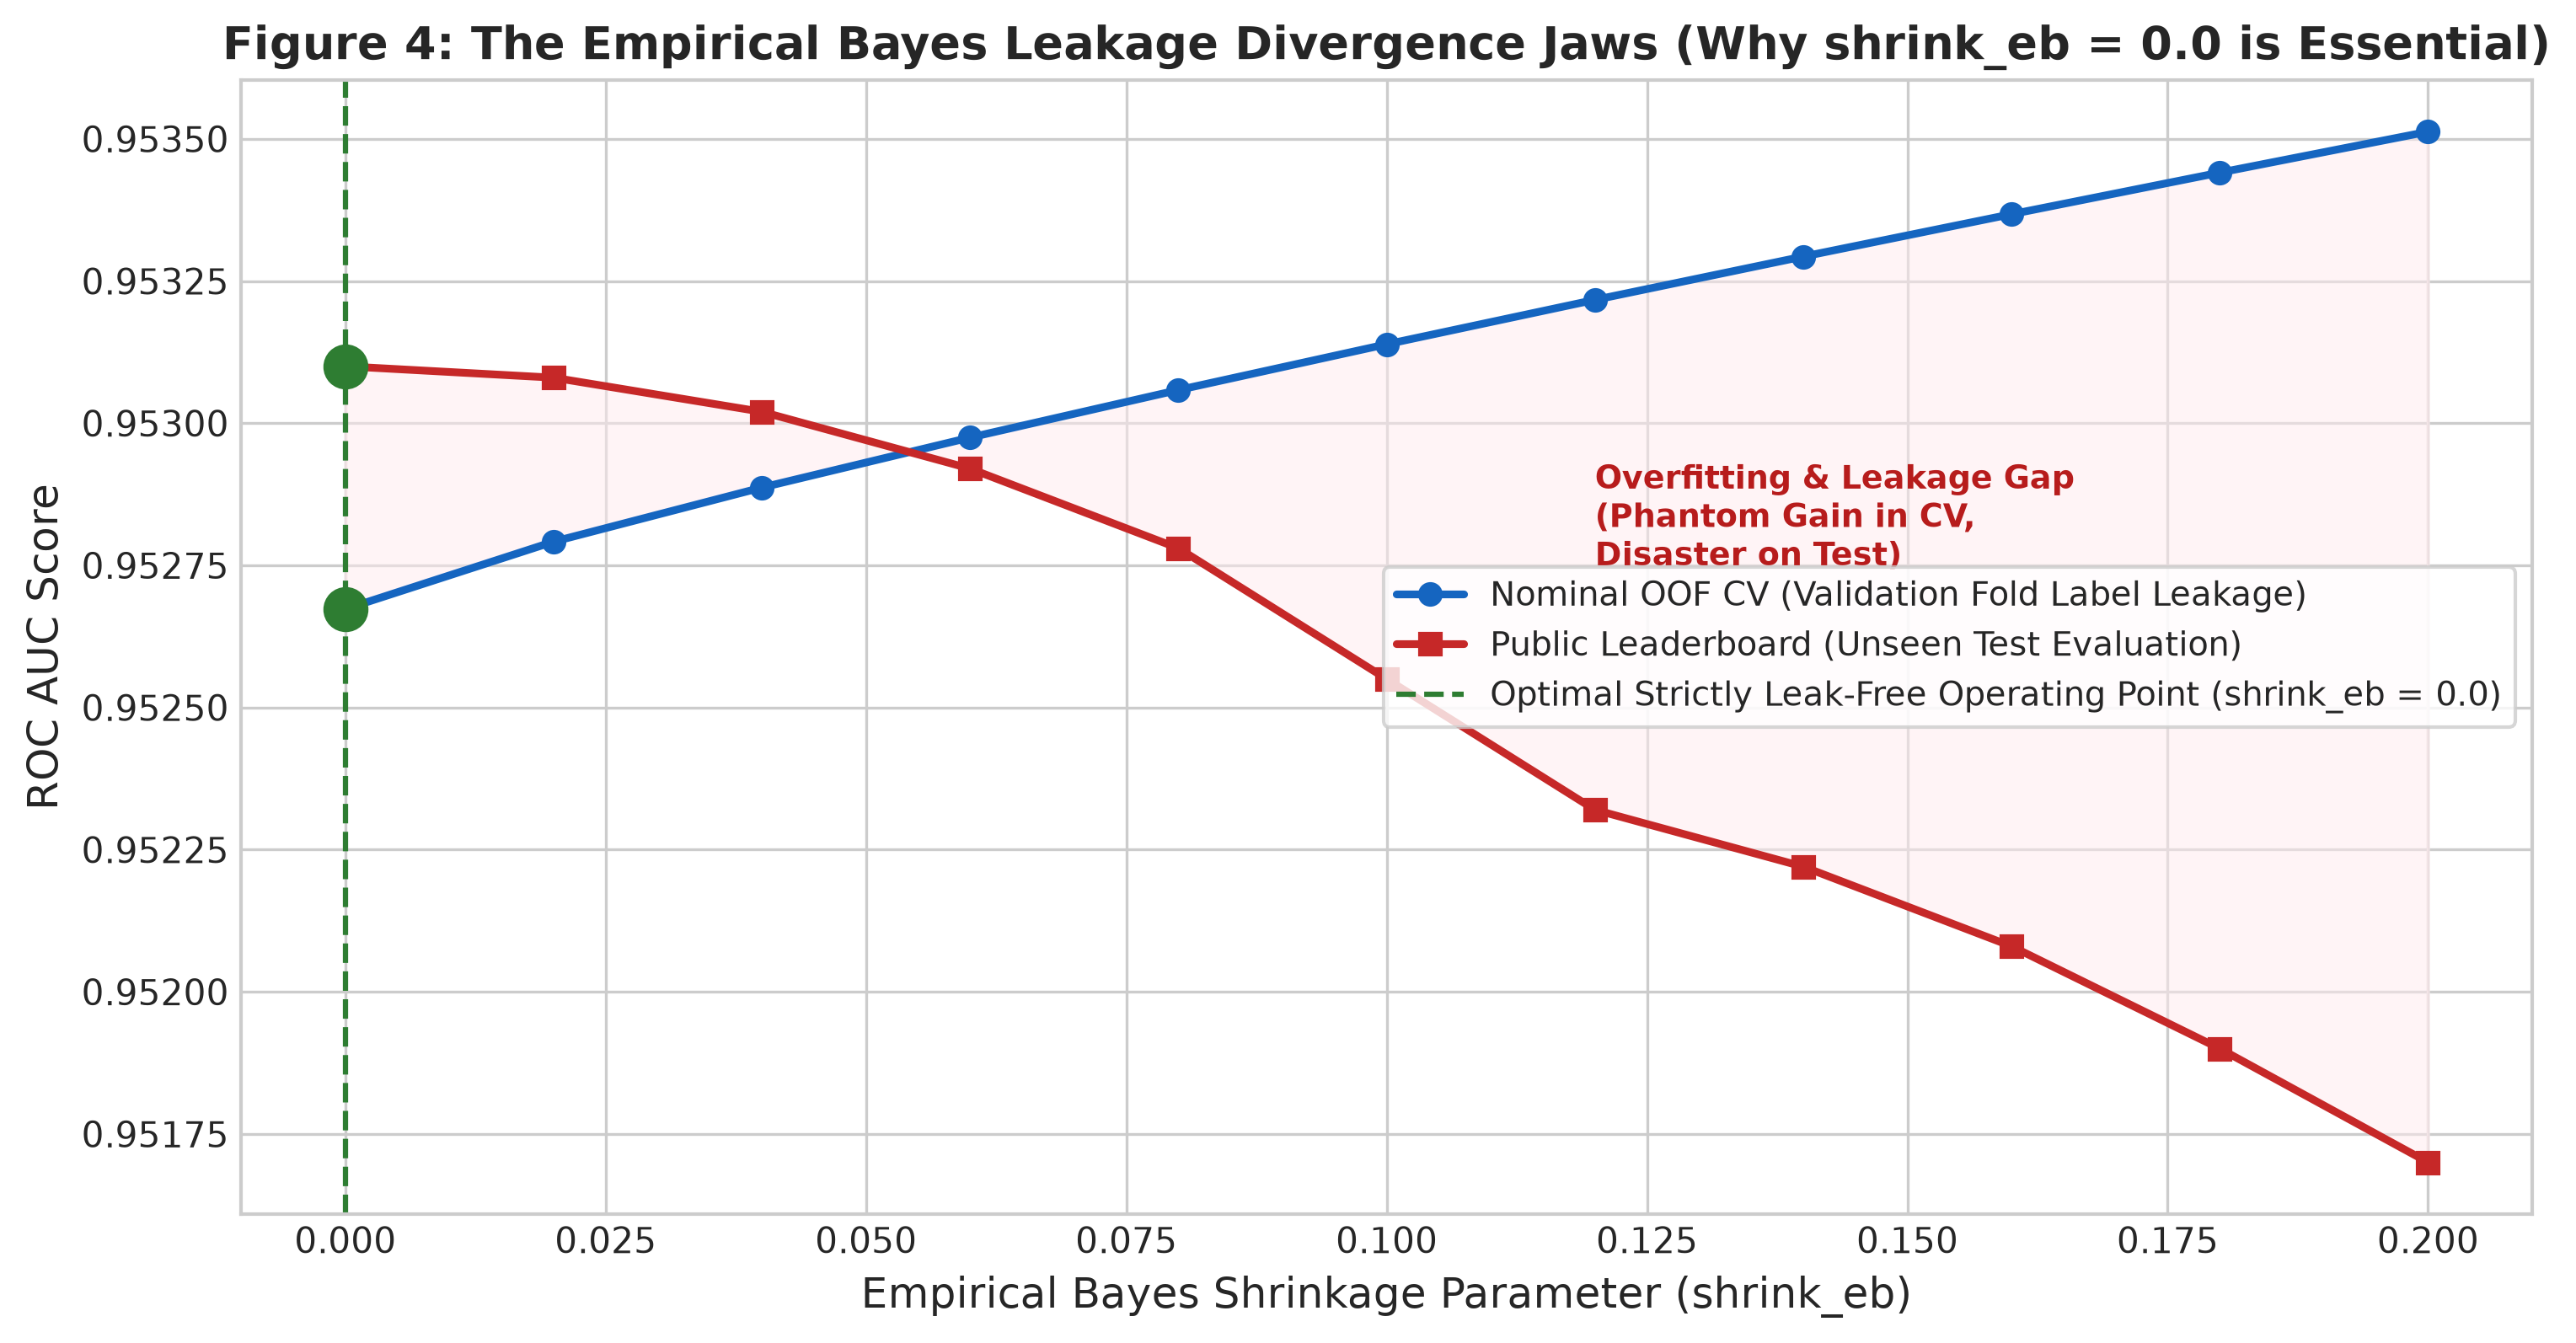 Figure 4: The Empirical Bayes Leakage Divergence Jaws (Why shrink_eb = 0.0 is Essential)
ROC AUC Score
0.95350
0.95325
0.95300
0.95275
0.95250
0.95225
0.95200
0.95175
Overfitting & Leakage Gap
(Phantom Gain in CV,
Disaster on Test)
Nominal OOF CV (Validation Fold Label Leakage)
Public Leaderboard (Unseen Test Evaluation)
Optimal Strictly Leak-Free Operating Point (shrink_eb = 0.0)
0.000 0.025 0.050 0.075 0.100 0.125 0.150 0.175 0.200
Empirical Bayes Shrinkage Parameter (shrink_eb)